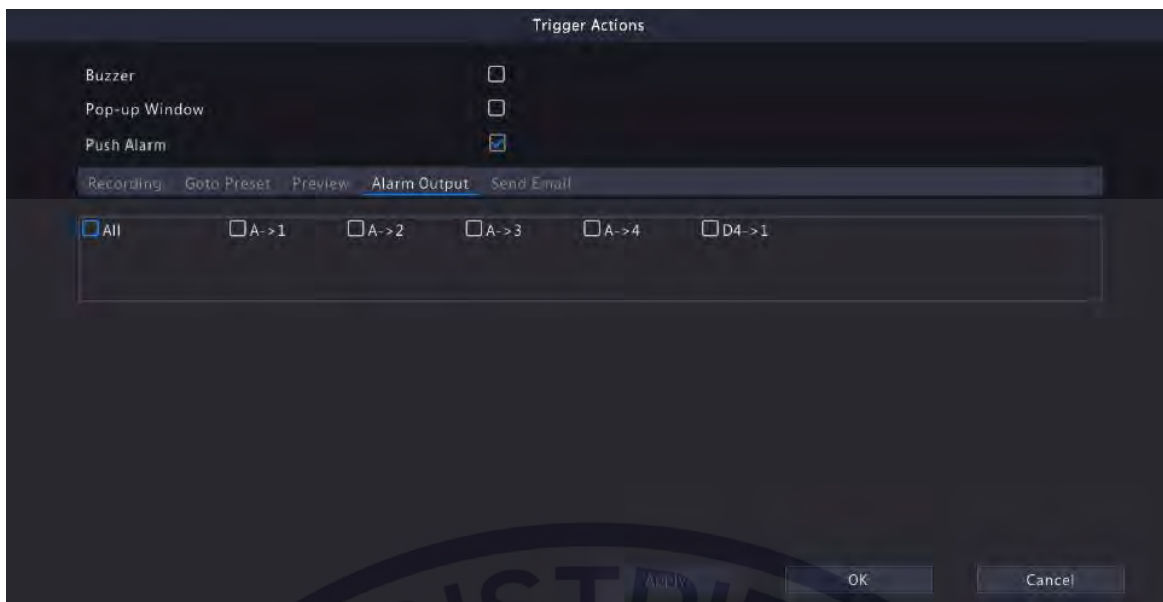 Trigger Actions
Buzzer
Pop-up Window
Push Alarm
Recording Goto Preset Preview Alarm Output Send Email
All A->1 A->2 A->3 A->4 D4->1
Apply OK Cancel